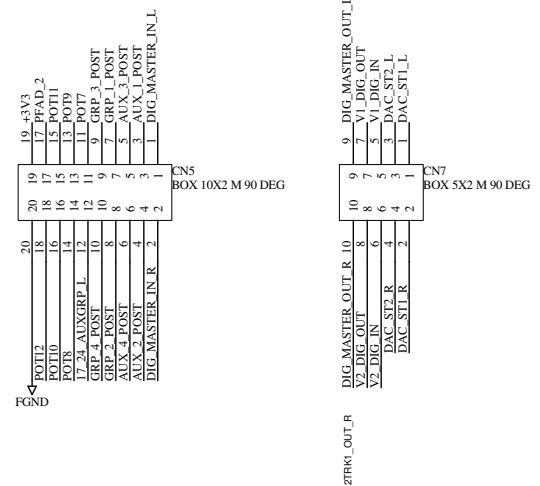 19 +3V3
17 PFAD_2
15 POT11
13 POT9
11 POT7
9 GRP_3_POST
7 GRP_1_POST
5 AUX_3_POST
3 AUX_1_POST
1 DIG_MASTER_IN_L
19 17 15 13 11 9 7 5 3 1
20 18 16 14 12 10 8 6 4 2
CN5
BOX 10X2 M 90 DEG
20
POT12 18
POT10 16
POT8 14
17_24_AUXGRP_L 12
GRP_4_POST 10
GRP_2_POST 8
AUX_4_POST 6
AUX_2_POST 4
DIG_MASTER_IN_R 2
FGND
9 DIG_MASTER_OUT_L
7 V1_DIG_OUT
5 V1_DIG_IN
3 DAC_ST2_L
1 DAC_ST1_L
9 7 5 3 1
10 8 6 4 2
CN7
BOX 5X2 M 90 DEG
DIG_MASTER_OUT_R 10
V2_DIG_OUT 8
V2_DIG_IN 6
DAC_ST2_R 4
DAC_ST1_R 2
2TRK1_OUT_R